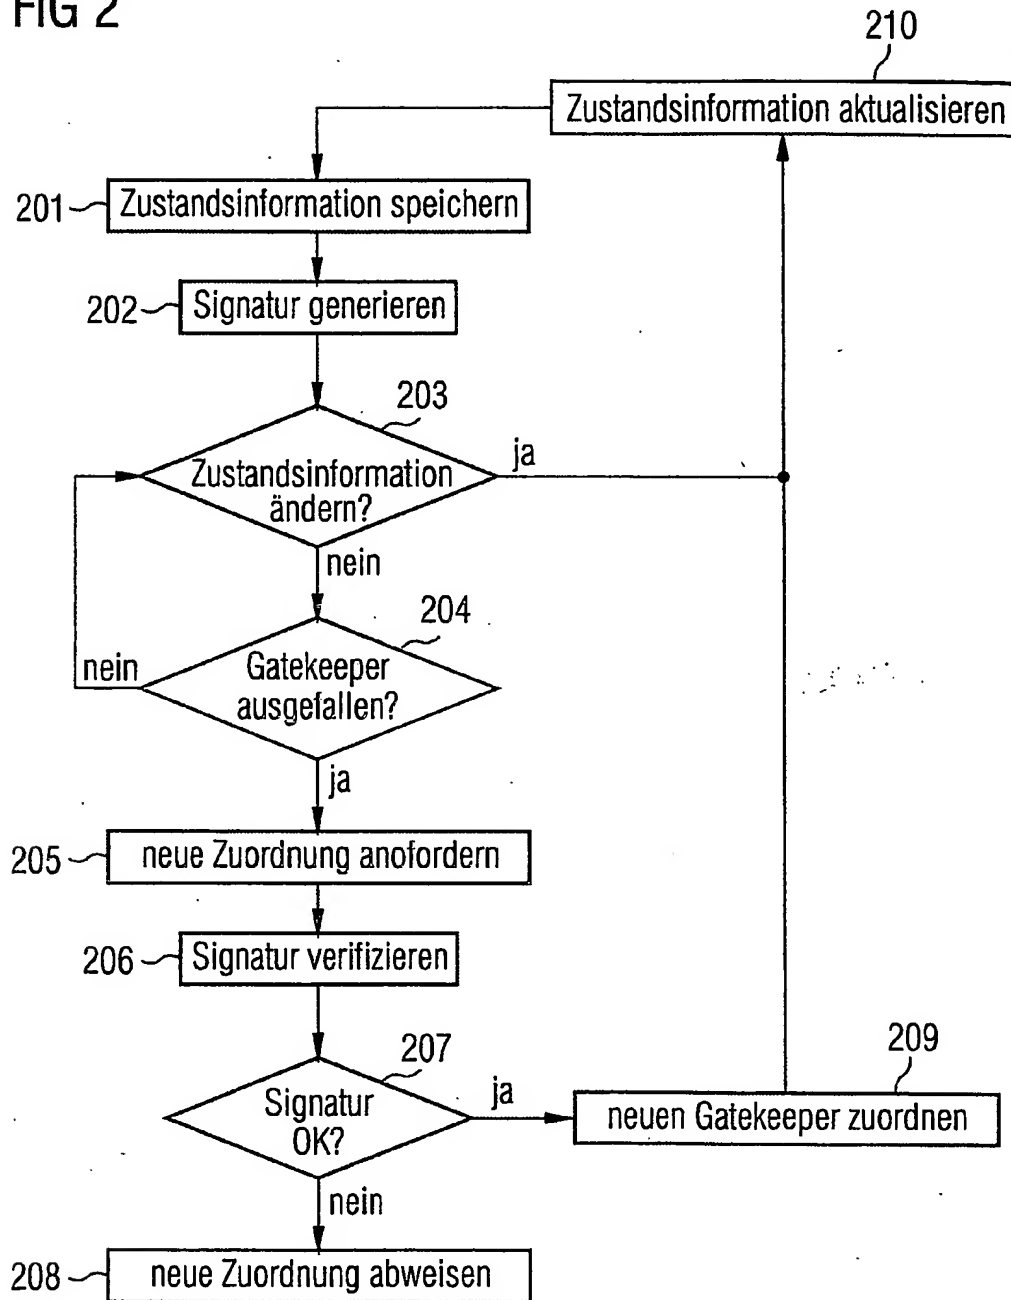 FIG 2
210
Zustandsinformation aktualisieren
201
Zustandsinformation speichern
202
Signatur generieren
203
Zustandsinformation
ändern?
ja
nein
204
Gatekeeper
ausgefallen?
nein
ja
205
neue Zuordnung anofordern
206
Signatur verifizieren
207
Signatur
OK?
ja
209
neuen Gatekeeper zuordnen
nein
208
neue Zuordnung abweisen